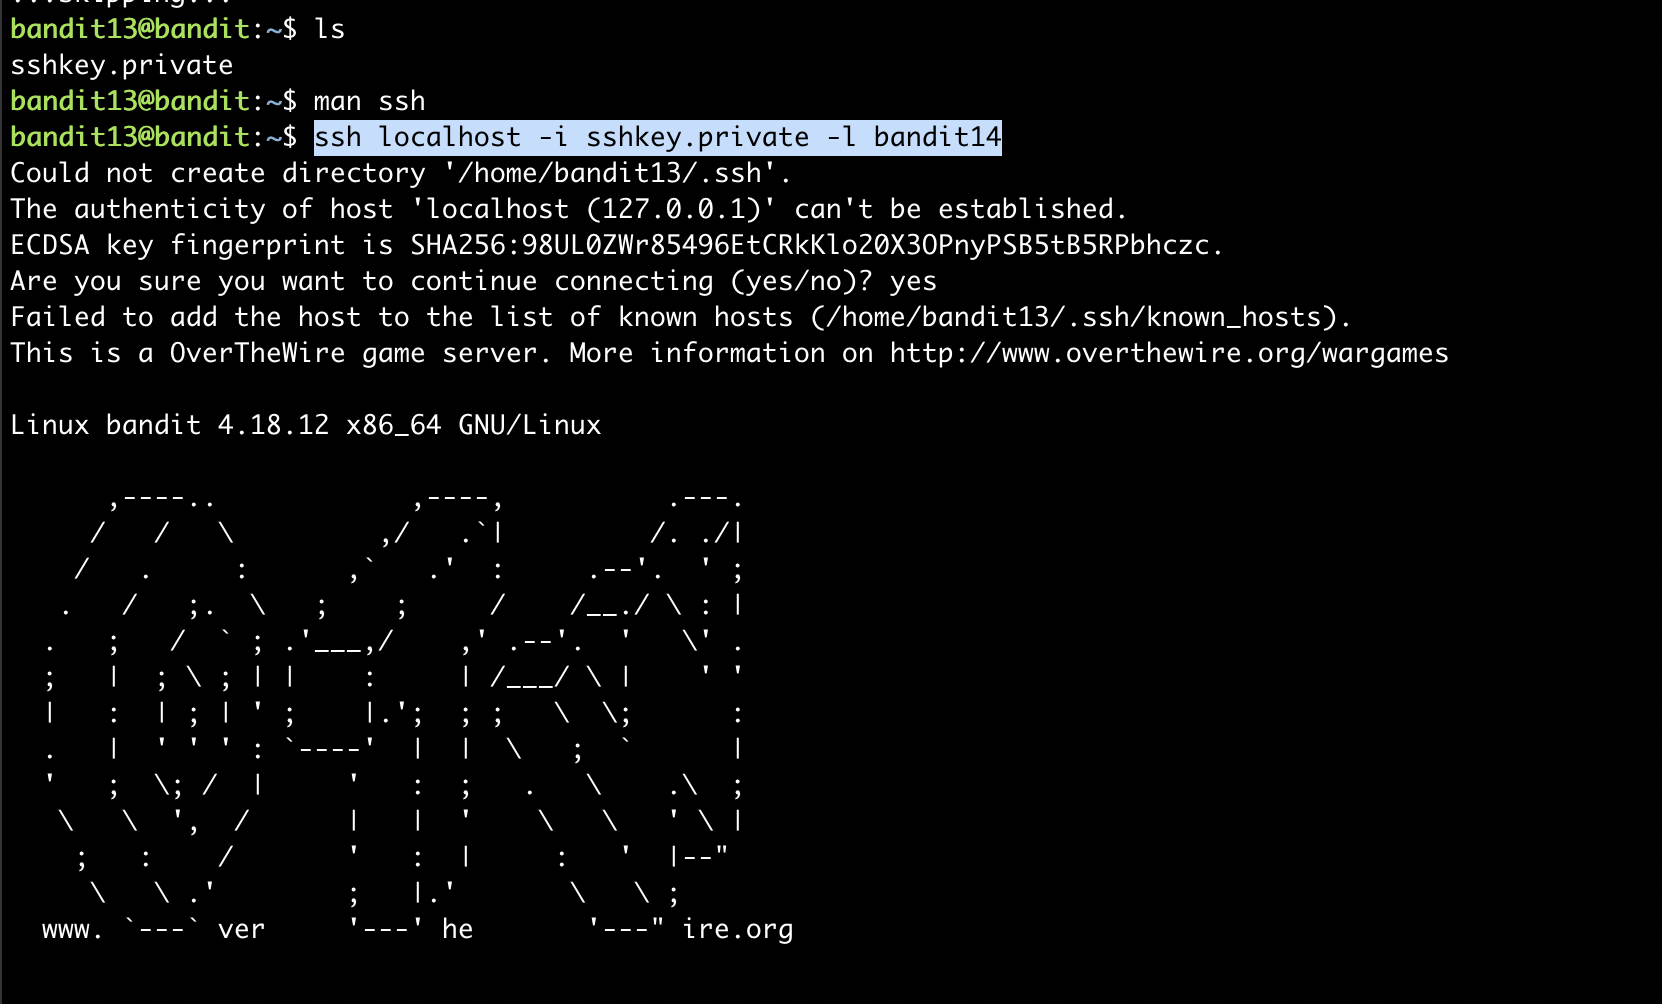 ...skipping...
bandit13@bandit:~$ ls
sshkey.private
bandit13@bandit:~$ man ssh
bandit13@bandit:~$ ssh localhost -i sshkey.private -l bandit14
Could not create directory '/home/bandit13/.ssh'.
The authenticity of host 'localhost (127.0.0.1)' can't be established.
ECDSA key fingerprint is SHA256:98UL0ZWr85496EtCRkKlo20X3OPnyPSB5tB5RPbhczc.
Are you sure you want to continue connecting (yes/no)? yes
Failed to add the host to the list of known hosts (/home/bandit13/.ssh/known_hosts).
This is a OverTheWire game server. More information on http://www.overthewire.org/wargames
Linux bandit 4.18.12 x86_64 GNU/Linux
      ,----..            ,----,          .---.
     /   /   \         ,/   .`|         /. ./|
    /   .     :      ,`   .'  :     .--'.  ' ;
   .   /   ;.  \   ;    ;     /    /__./ \ : |
  .   ;   /  ` ; .'___,/    ,' .--'.  '   \' .
  ;   |  ; \ ; | |    :     | /___/ \ |    ' '
  |   :  | ; | ' ;    |.';  ; ;   \  \;      :
  .   |  ' ' ' : `----'  |  |  \   ;  `      |
  '   ;  \; /  |     '   :  ;   .   \    .\  ;
   \   \  ',  /      |   |  '    \   \   ' \ |
    ;   :    /       '   :  |     :   '  |--"
     \   \ .'        ;   |.'       \   \ ;
  www. `---` ver     '---' he       '---" ire.org